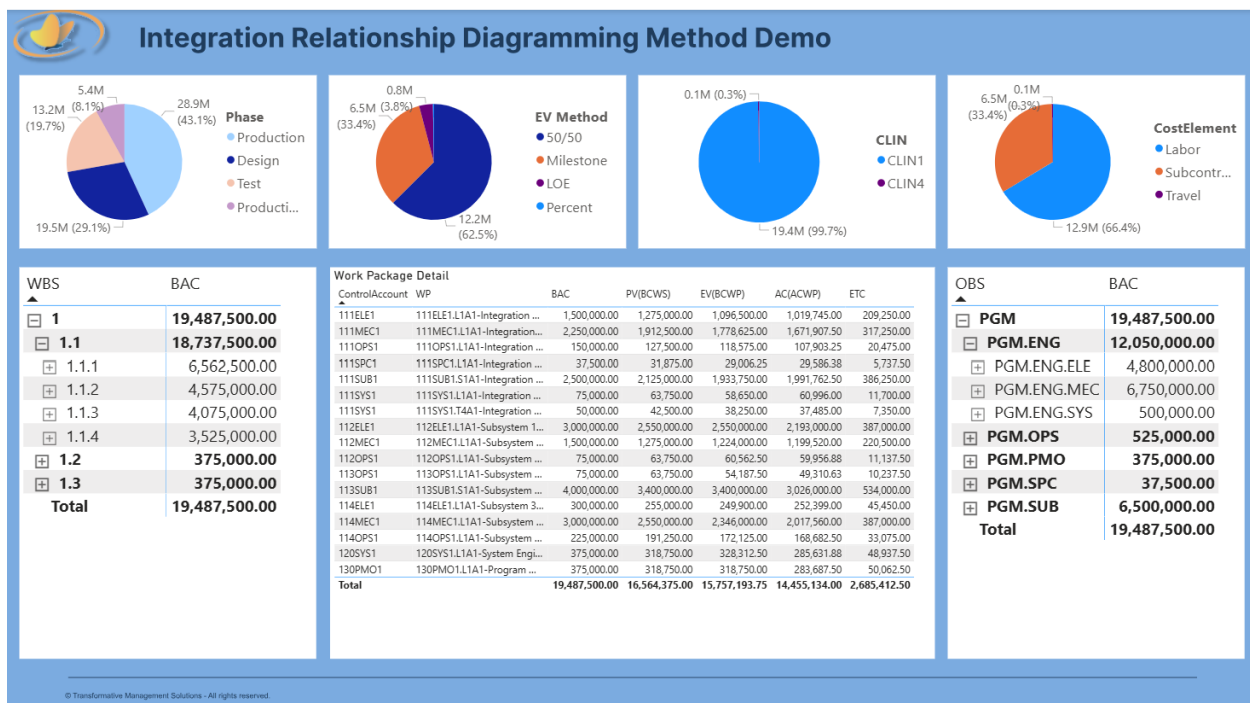 Integration Relationship Diagramming Method Demo
5.4M
(8.1%)
13.2M
(19.7%)
28.9M
(43.1%)
19.5M (29.1%)
Phase
Production
Design
Test
Producti...
0.8M
(3.8%)
6.5M
(33.4%)
12.2M
(62.5%)
EV Method
50/50
Milestone
LOE
Percent
0.1M (0.3%)
19.4M (99.7%)
CLIN
CLIN1
CLIN4
0.1M
(0.3%)
6.5M
(33.4%)
12.9M (66.4%)
CostElement
Labor
Subcontr...
Travel
WBS BAC
1 19,487,500.00
1.1 18,737,500.00
1.1.1 6,562,500.00
1.1.2 4,575,000.00
1.1.3 4,075,000.00
1.1.4 3,525,000.00
1.2 375,000.00
1.3 375,000.00
Total 19,487,500.00
Work Package Detail
ControlAccount WP BAC PV(BCWS) EV(BCWP) AC(ACWP) ETC
111ELE1 111ELE1.L1A1-Integration ... 1,500,000.00 1,275,000.00 1,096,500.00 1,019,745.00 209,250.00
111MEC1 111MEC1.L1A1-Integration... 2,250,000.00 1,912,500.00 1,778,625.00 1,671,907.50 317,250.00
111OPS1 111OPS1.L1A1-Integration ... 150,000.00 127,500.00 118,575.00 107,903.25 20,475.00
111SPC1 111SPC1.L1A1-Integration ... 37,500.00 31,875.00 29,006.25 29,586.38 5,737.50
111SUB1 111SUB1.S1A1-Integration ... 2,500,000.00 2,125,000.00 1,933,750.00 1,991,762.50 386,250.00
111SYS1 111SYS1.L1A1-Integration ... 75,000.00 63,750.00 58,650.00 60,996.00 11,700.00
111SYS1 111SYS1.T4A1-Integration ... 50,000.00 42,500.00 38,250.00 37,485.00 7,350.00
112ELE1 112ELE1.L1A1-Subsystem 1... 3,000,000.00 2,550,000.00 2,550,000.00 2,193,000.00 387,000.00
112MEC1 112MEC1.L1A1-Subsystem ... 1,500,000.00 1,275,000.00 1,224,000.00 1,199,520.00 220,500.00
112OPS1 112OPS1.L1A1-Subsystem ... 75,000.00 63,750.00 60,562.50 59,956.88 11,137.50
113OPS1 113OPS1.L1A1-Subsystem ... 75,000.00 63,750.00 54,187.50 49,310.63 10,237.50
113SUB1 113SUB1.S1A1-Subsystem ... 4,000,000.00 3,400,000.00 3,400,000.00 3,026,000.00 534,000.00
114ELE1 114ELE1.L1A1-Subsystem 3... 300,000.00 255,000.00 249,900.00 252,399.00 45,450.00
114MEC1 114MEC1.L1A1-Subsystem ... 3,000,000.00 2,550,000.00 2,346,000.00 2,017,560.00 387,000.00
114OPS1 114OPS1.L1A1-Subsystem ... 225,000.00 191,250.00 172,125.00 168,682.50 33,075.00
120SYS1 120SYS1.L1A1-System Engi... 375,000.00 318,750.00 328,312.50 285,631.88 48,937.50
130PMO1 130PMO1.L1A1-Program ... 375,000.00 318,750.00 318,750.00 283,687.50 50,062.50
Total 19,487,500.00 16,564,375.00 15,757,193.75 14,455,134.00 2,685,412.50
OBS BAC
PGM 19,487,500.00
PGM.ENG 12,050,000.00
PGM.ENG.ELE 4,800,000.00
PGM.ENG.MEC 6,750,000.00
PGM.ENG.SYS 500,000.00
PGM.OPS 525,000.00
PGM.PMO 375,000.00
PGM.SPC 37,500.00
PGM.SUB 6,500,000.00
Total 19,487,500.00
© Transformative Management Solutions - All rights reserved.